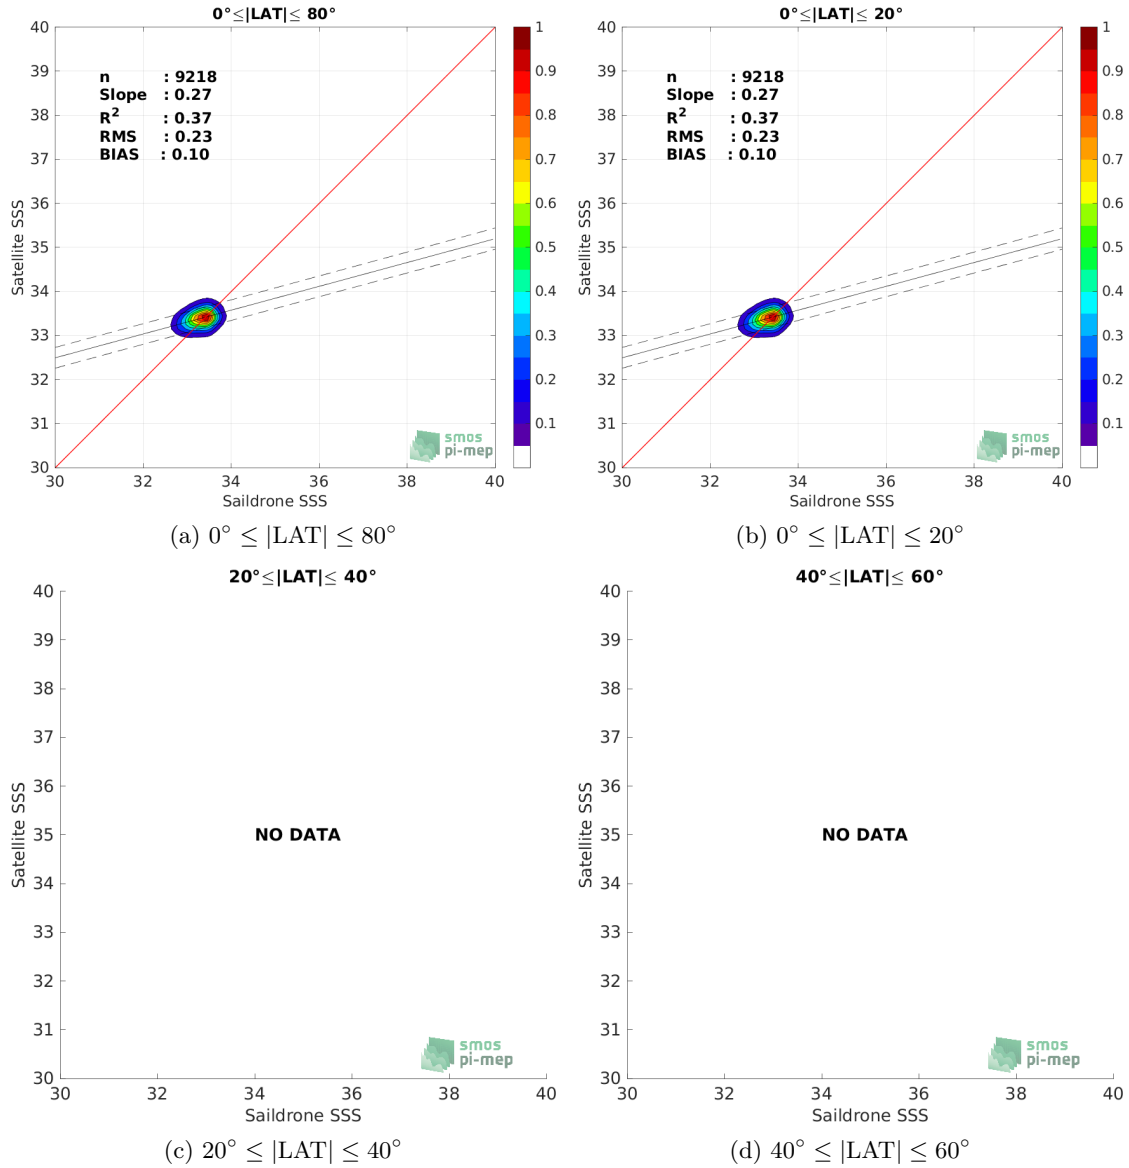 0°≤|LAT|≤ 80°
n : 9218
Slope : 0.27
R² : 0.37
RMS : 0.23
BIAS : 0.10
40
39
38
37
36
35
34
33
32
31
30
Satellite SSS
30 32 34 36 38 40
Saildrone SSS
1
0.9
0.8
0.7
0.6
0.5
0.4
0.3
0.2
0.1
smos
pi-mep
(a) 0° ≤ |LAT| ≤ 80°
0°≤|LAT|≤ 20°
n : 9218
Slope : 0.27
R² : 0.37
RMS : 0.23
BIAS : 0.10
40
39
38
37
36
35
34
33
32
31
30
Satellite SSS
30 32 34 36 38 40
Saildrone SSS
1
0.9
0.8
0.7
0.6
0.5
0.4
0.3
0.2
0.1
smos
pi-mep
(b) 0° ≤ |LAT| ≤ 20°
20°≤|LAT|≤ 40°
40
39
38
37
36
35
34
33
32
31
30
Satellite SSS
NO DATA
30 32 34 36 38 40
Saildrone SSS
smos
pi-mep
(c) 20° ≤ |LAT| ≤ 40°
40°≤|LAT|≤ 60°
40
39
38
37
36
35
34
33
32
31
30
Satellite SSS
NO DATA
30 32 34 36 38 40
Saildrone SSS
smos
pi-mep
(d) 40° ≤ |LAT| ≤ 60°